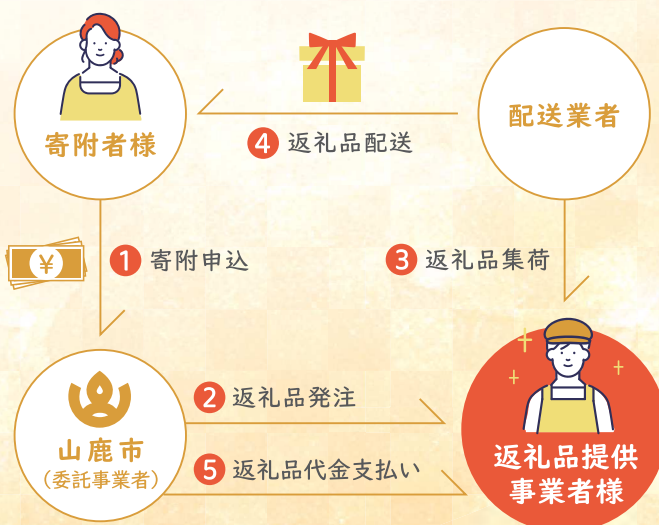 寄附者様
配送業者
4 返礼品配送
¥
1 寄附申込
3 返礼品集荷
2 返礼品発注
山鹿市
(委託事業者)
5 返礼品代金支払い
返礼品提供
事業者様